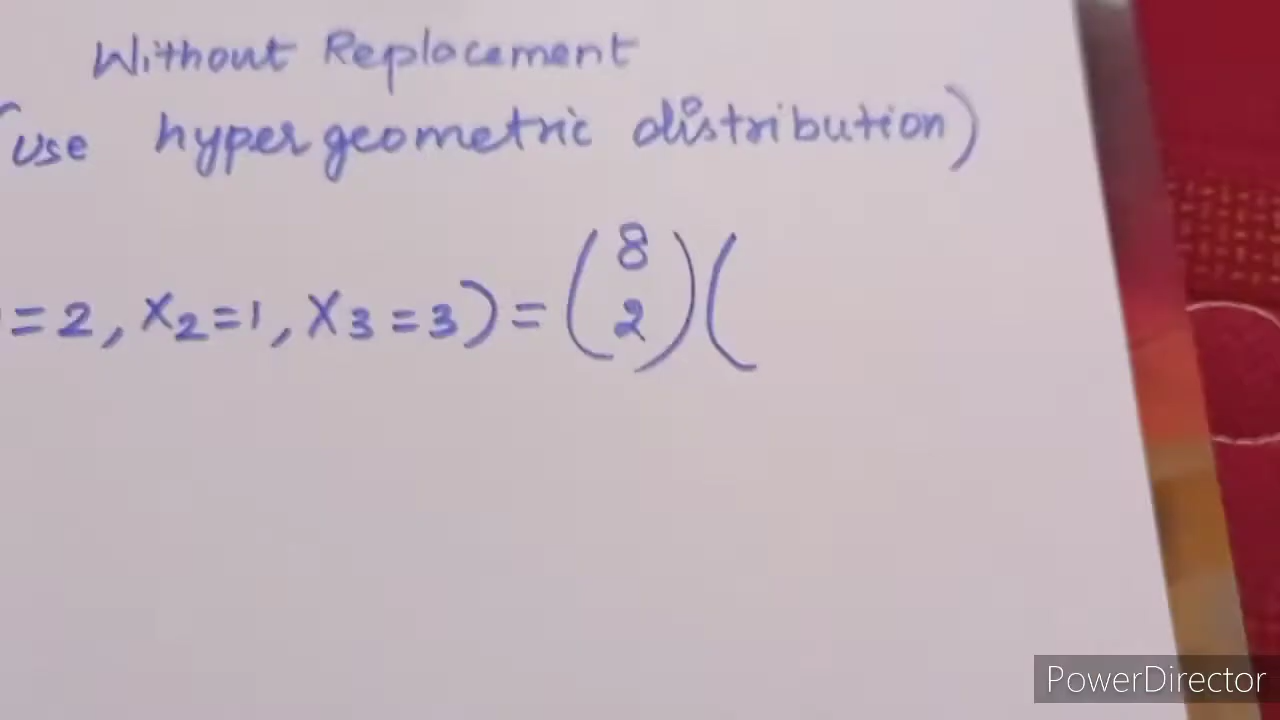 Without Replacement
(use hypergeometric distribution)
=2, X₂=1, X₃=3) = (8 2)(
PowerDirector